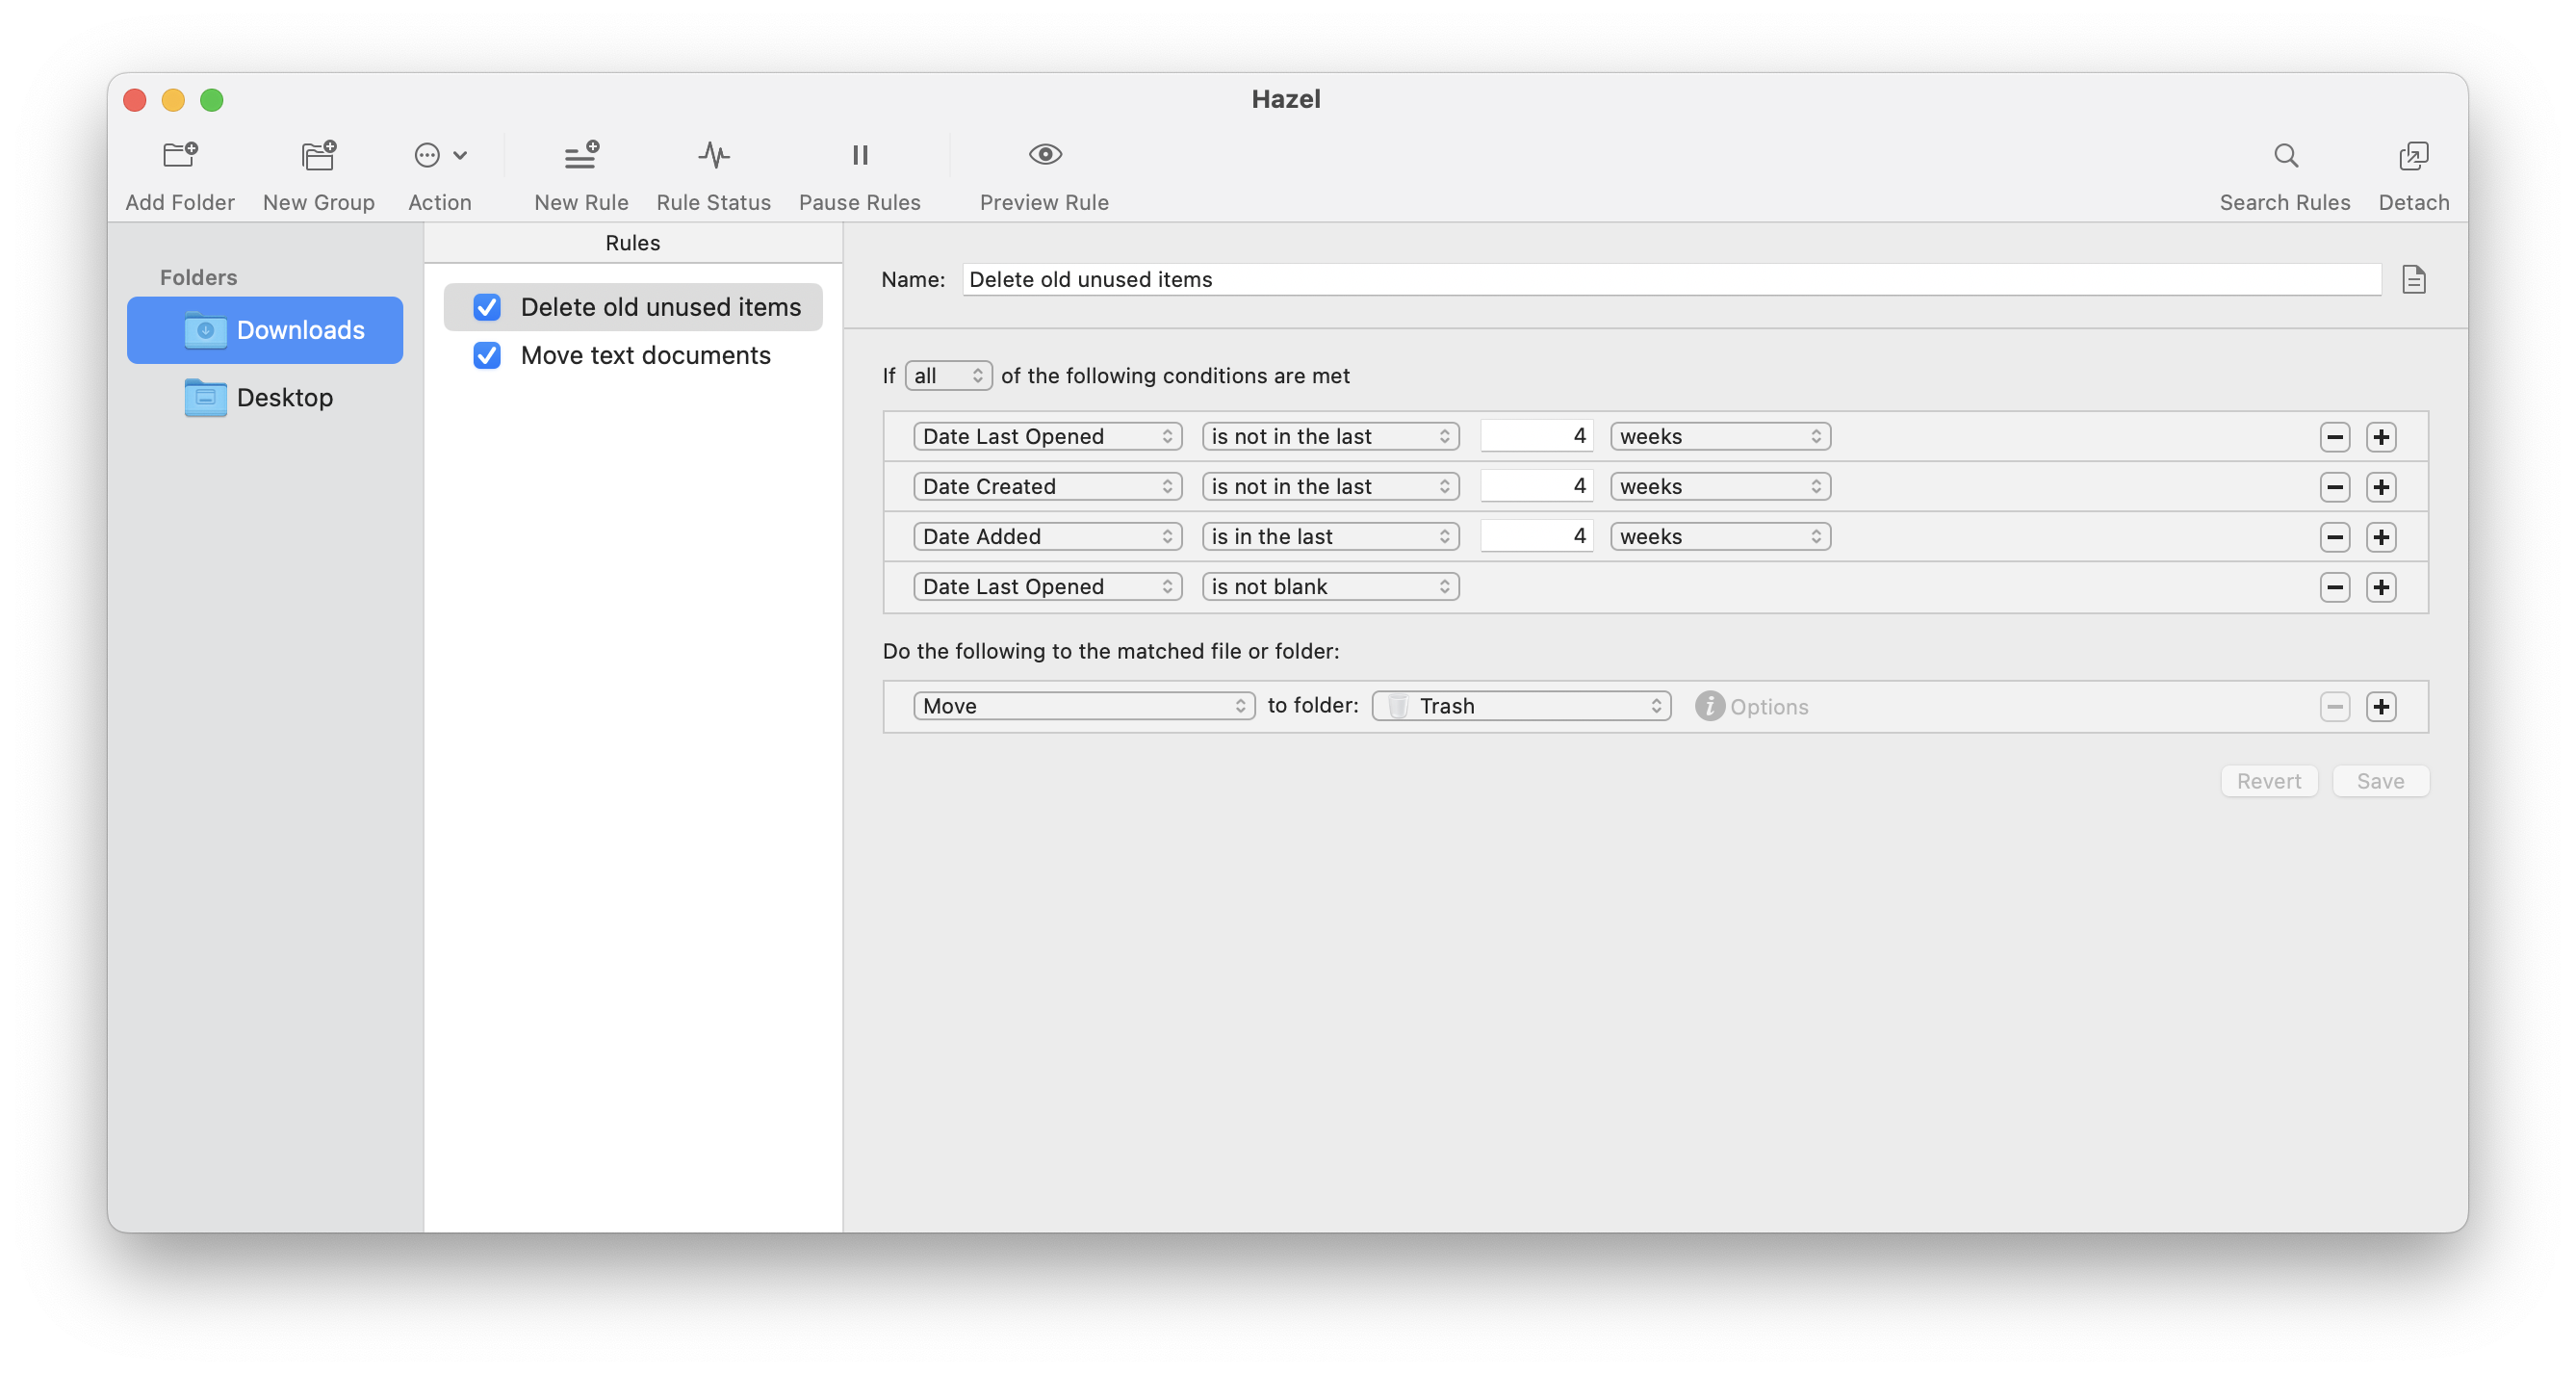 Hazel
Add Folder New Group Action New Rule Rule Status Pause Rules Preview Rule Search Rules Detach
Folders
Downloads
Desktop
Rules
Delete old unused items
Move text documents
Name: Delete old unused items
If all of the following conditions are met
Date Last Opened is not in the last 4 weeks
Date Created is not in the last 4 weeks
Date Added is in the last 4 weeks
Date Last Opened is not blank
Do the following to the matched file or folder:
Move to folder: Trash Options
Revert Save